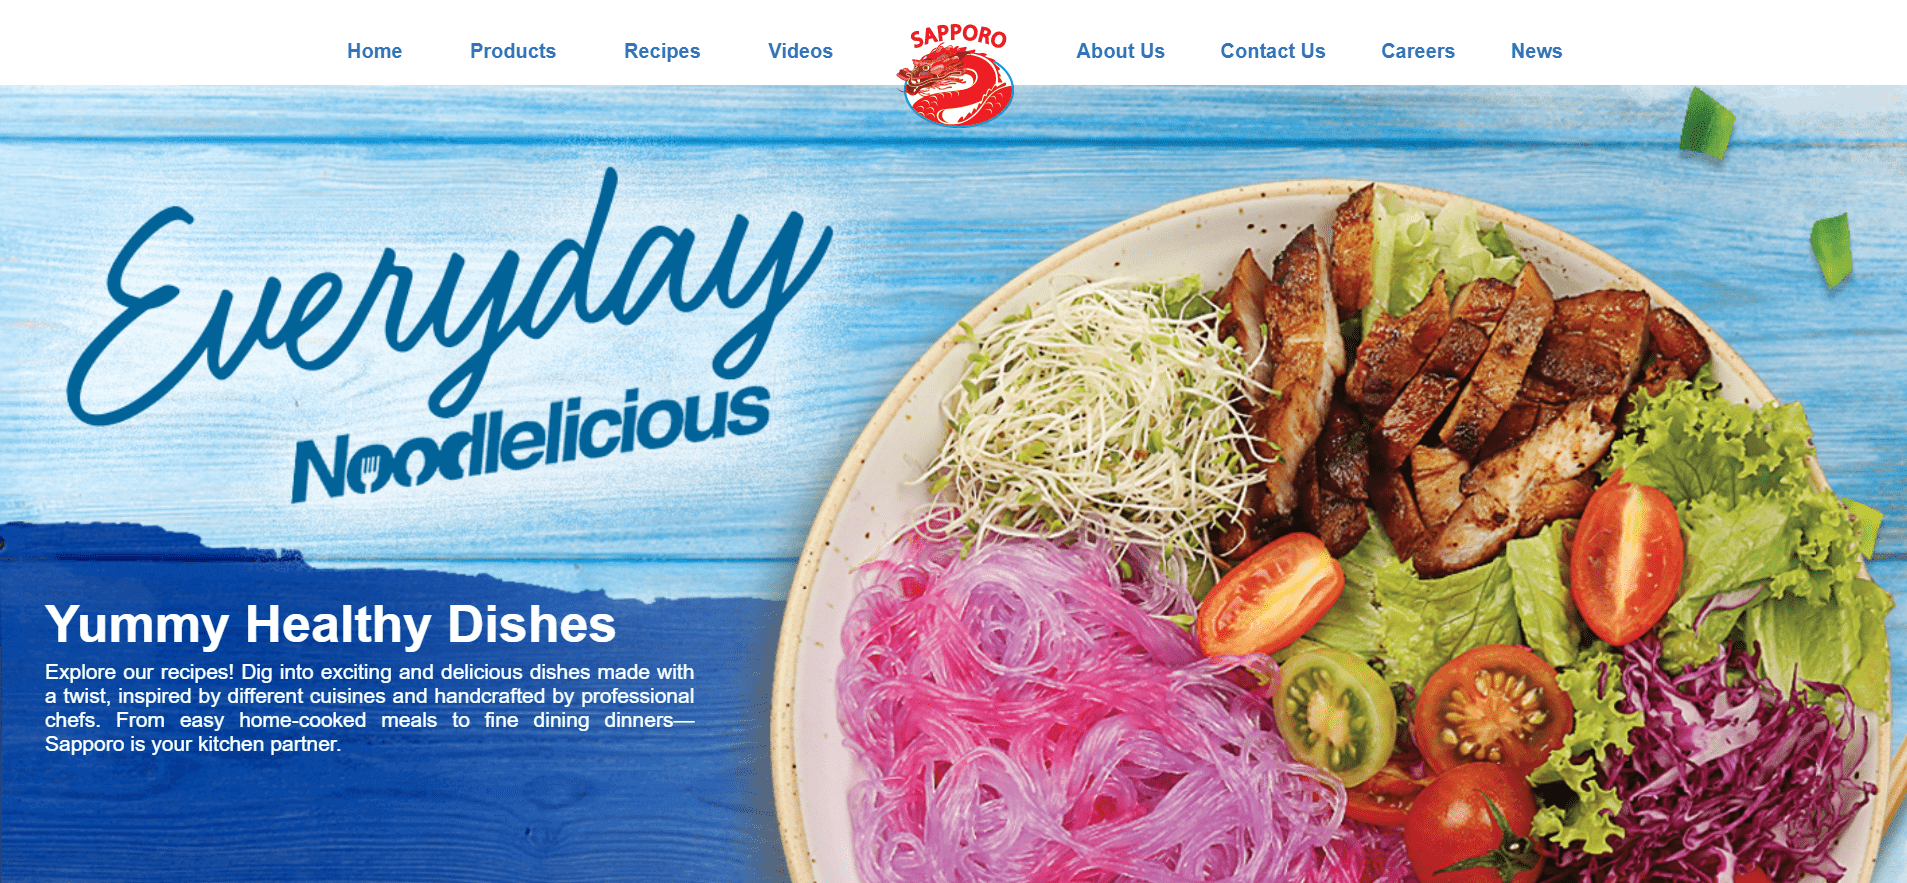 Home Products Recipes Videos SAPPORO About Us Contact Us Careers News
Everyday
Noodlelicious
Yummy Healthy Dishes
Explore our recipes! Dig into exciting and delicious dishes made with
a twist, inspired by different cuisines and handcrafted by professional
chefs. From easy home-cooked meals to fine dining dinners—
Sapporo is your kitchen partner.